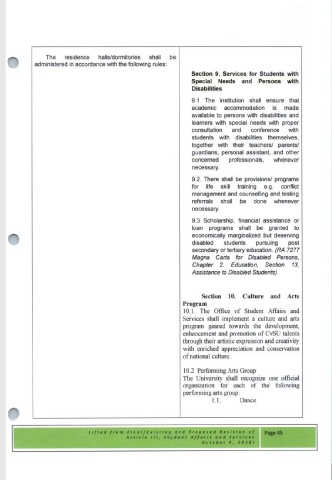 The residence halls/dormitories shall be
administered in accordance with the following rules:
Section 9. Services for Students with
Special Needs and Persons with
Disabilities
9.1 The institution shall ensure that
academic accommodation is made
available to persons with disabilities and
learners with special needs with proper
consultation and conference with
students with disabilities themselves,
together with their teachers/ parents/
guardians, personal assistant, and other
concerned professionals, whenever
necessary.
9.2. There shall be provisions/ programs
for life skill training e.g. conflict
management and counselling and testing
referrals shall be done whenever
necessary.
9.3 Scholarship, financial assistance or
loan programs shall be granted to
economically marginalized but deserving
disabled students pursuing post
secondary or tertiary education. (RA 7277
Magna Carta for Disabled Persons,
Chapter 2. Education, Section 13,
Assistance to Disabled Students)
Section 10. Culture and Arts
Program
10.1. The Office of Student Affairs and
Services shall implement a culture and arts
program geared towards the development,
enhancement and promotion of CvSU talents
through their artistic expression and creativity
with enriched appreciation and conservation
of national culture.
10.2 Performing Arts Group
The University shall recognize one official
organization for each of the following
performing arts group:
1.1. Dance
Lifted from Final/Existing and Proposed Revision of
Article III, Student Affairs and Services
October 4, 2018)
Page 45